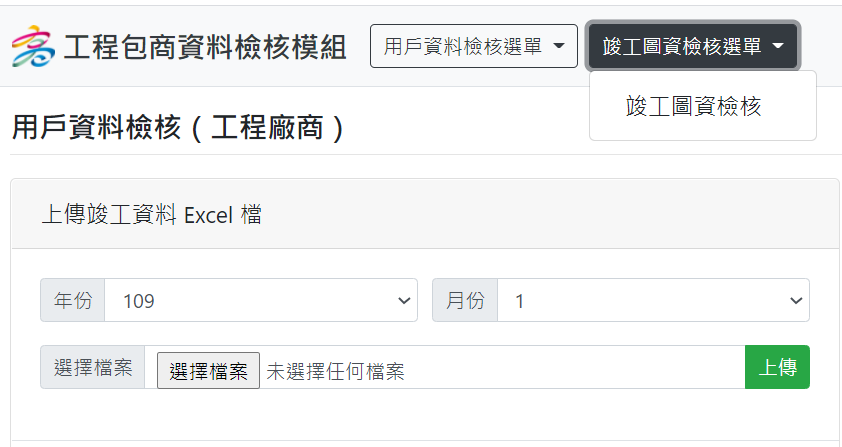 工程包商資料檢核模組 用戶資料檢核選單 竣工圖資檢核選單
竣工圖資檢核
用戶資料檢核（工程廠商）
上傳竣工資料 Excel 檔
年份 109 月份 1
選擇檔案 選擇檔案 未選擇任何檔案 上傳